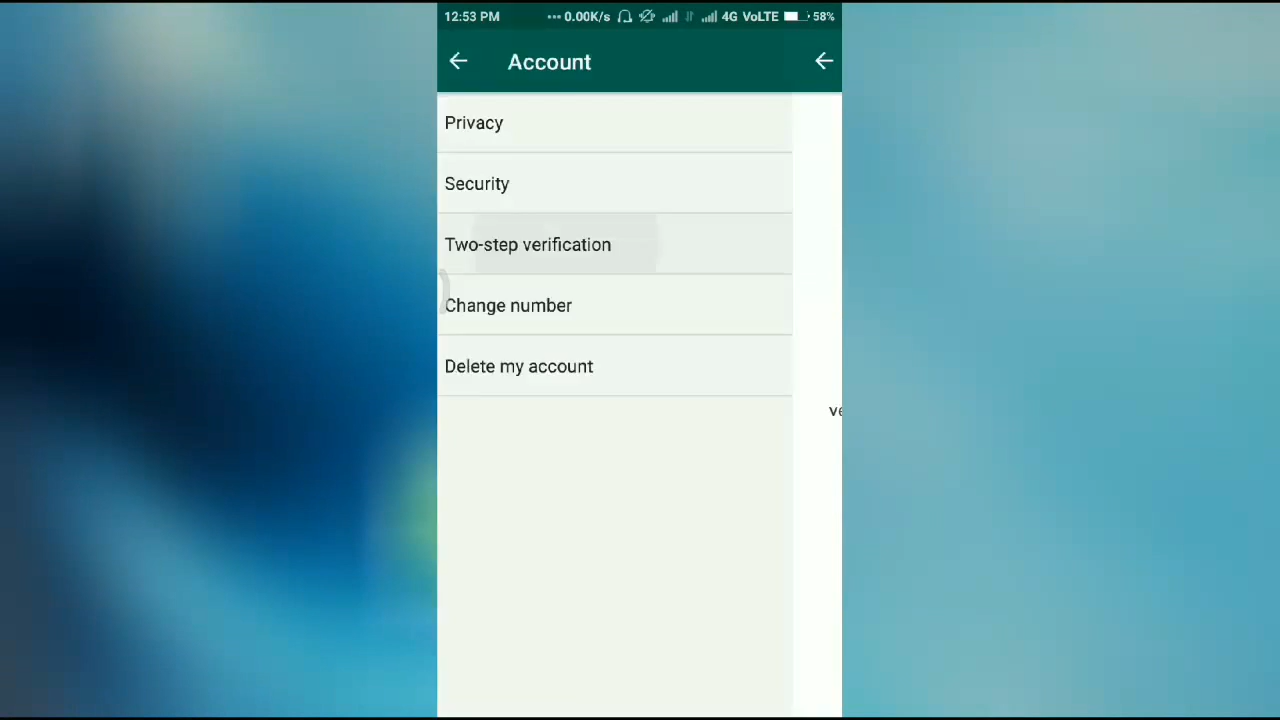 12:53 PM ... 0.00K/s 4G VoLTE 58%
Account
Privacy
Security
Two-step verification
Change number
Delete my account
ve